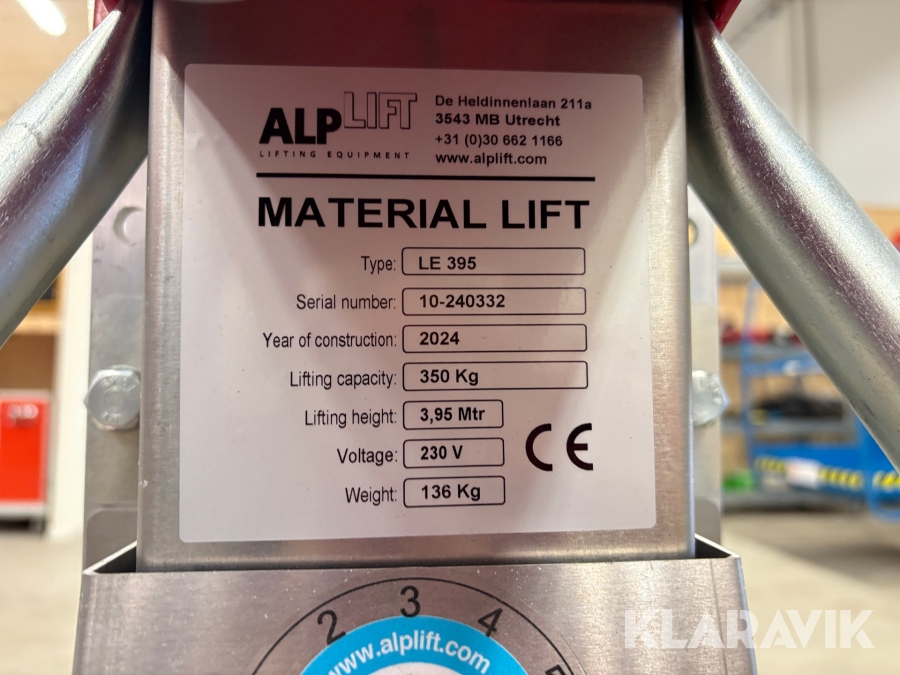 ALPLIFT
LIFTING EQUIPMENT
De Heldinnenlaan 211a
3543 MB Utrecht
+31 (0)30 662 1166
www.alplift.com
MATERIAL LIFT
Type: LE 395
Serial number: 10-240332
Year of construction: 2024
Lifting capacity: 350 Kg
Lifting height: 3,95 Mtr
Voltage: 230 V
Weight: 136 Kg
CE
2 3 4
www.alplift.com
KLARAVIK